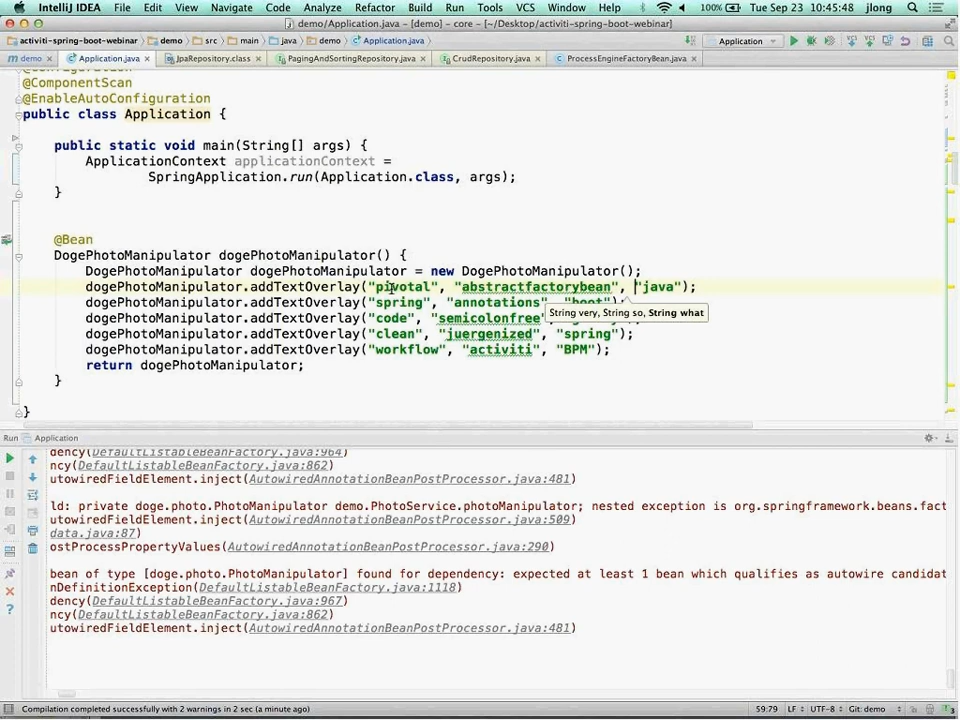 IntelliJ IDEA File Edit View Navigate Code Analyze Refactor Build Run Tools VCS Window Help 100% Tue Sep 23 10:45:48 jlong
demo/Application.java - [demo] - core - [~/Desktop/activiti-spring-boot-webinar]
activiti-spring-boot-webinar src main java demo Application.java Application
demo Application.java JpaRepository.class PagingAndSortingRepository.java CrudRepository.java ProcessEngineFactoryBean.java
@ComponentScan
@EnableAutoConfiguration
public class Application {
public static void main(String[] args) {
ApplicationContext applicationContext =
SpringApplication.run(Application.class, args);
}
@Bean
DogePhotoManipulator dogePhotoManipulator() {
DogePhotoManipulator dogePhotoManipulator = new DogePhotoManipulator();
dogePhotoManipulator.addTextOverlay("pivotal", "abstractfactorybean", "java");
dogePhotoManipulator.addTextOverlay("spring", "annotations", "boot");
String very, String so, String what
dogePhotoManipulator.addTextOverlay("code", "semicolonfree",
dogePhotoManipulator.addTextOverlay("clean", "juergenized", "spring");
dogePhotoManipulator.addTextOverlay("workflow", "activiti", "BPM");
return dogePhotoManipulator;
}
}
Run Application
dency(DefaultListableBeanFactory.java:964)
ncy(DefaultListableBeanFactory.java:862)
utowiredFieldElement.inject(AutowiredAnnotationBeanPostProcessor.java:481)
ld: private doge.photo.PhotoManipulator demo.PhotoService.photoManipulator; nested exception is org.springframework.beans.fact
utowiredFieldElement.inject(AutowiredAnnotationBeanPostProcessor.java:509)
data.java:87)
ostProcessPropertyValues(AutowiredAnnotationBeanPostProcessor.java:290)
bean of type [doge.photo.PhotoManipulator] found for dependency: expected at least 1 bean which qualifies as autowire candidat
nDefinitionException(DefaultListableBeanFactory.java:1118)
dency(DefaultListableBeanFactory.java:967)
ncy(DefaultListableBeanFactory.java:862)
utowiredFieldElement.inject(AutowiredAnnotationBeanPostProcessor.java:481)
Compilation completed successfully with 2 warnings in 2 sec (a minute ago) 59:79 LF UTF-8 Git: demo